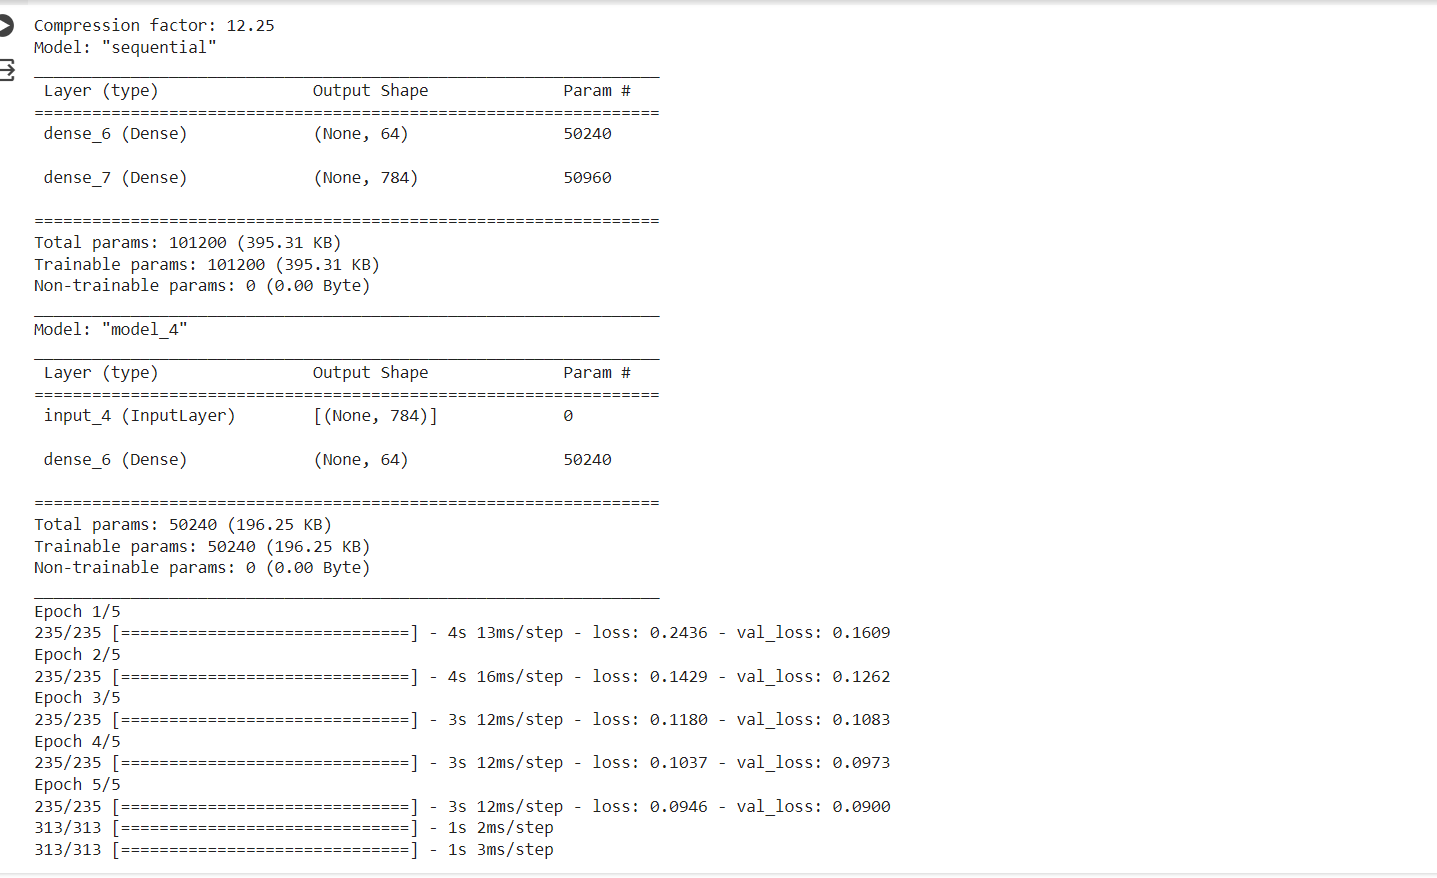 Compression factor: 12.25
Model: "sequential"
_________________________________________________________________
Layer (type) Output Shape Param #
=================================================================
dense_6 (Dense) (None, 64) 50240
dense_7 (Dense) (None, 784) 50960
=================================================================
Total params: 101200 (395.31 KB)
Trainable params: 101200 (395.31 KB)
Non-trainable params: 0 (0.00 Byte)
_________________________________________________________________
Model: "model_4"
_________________________________________________________________
Layer (type) Output Shape Param #
=================================================================
input_4 (InputLayer) [(None, 784)] 0
dense_6 (Dense) (None, 64) 50240
=================================================================
Total params: 50240 (196.25 KB)
Trainable params: 50240 (196.25 KB)
Non-trainable params: 0 (0.00 Byte)
_________________________________________________________________
Epoch 1/5
235/235 [==============================] - 4s 13ms/step - loss: 0.2436 - val_loss: 0.1609
Epoch 2/5
235/235 [==============================] - 4s 16ms/step - loss: 0.1429 - val_loss: 0.1262
Epoch 3/5
235/235 [==============================] - 3s 12ms/step - loss: 0.1180 - val_loss: 0.1083
Epoch 4/5
235/235 [==============================] - 3s 12ms/step - loss: 0.1037 - val_loss: 0.0973
Epoch 5/5
235/235 [==============================] - 3s 12ms/step - loss: 0.0946 - val_loss: 0.0900
313/313 [==============================] - 1s 2ms/step
313/313 [==============================] - 1s 3ms/step